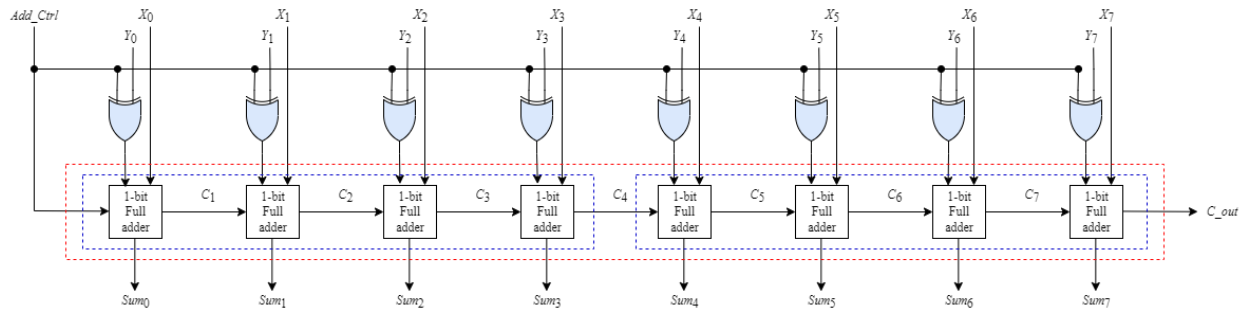 Add_Ctrl X0 X1 X2 X3 X4 X5 X6 X7
Y0 Y1 Y2 Y3 Y4 Y5 Y6 Y7
1-bit 1-bit 1-bit 1-bit 1-bit 1-bit 1-bit 1-bit
Full C1 Full C2 Full C3 Full C4 Full C5 Full C6 Full C7 Full C_out
adder adder adder adder adder adder adder adder
Sum0 Sum1 Sum2 Sum3 Sum4 Sum5 Sum6 Sum7